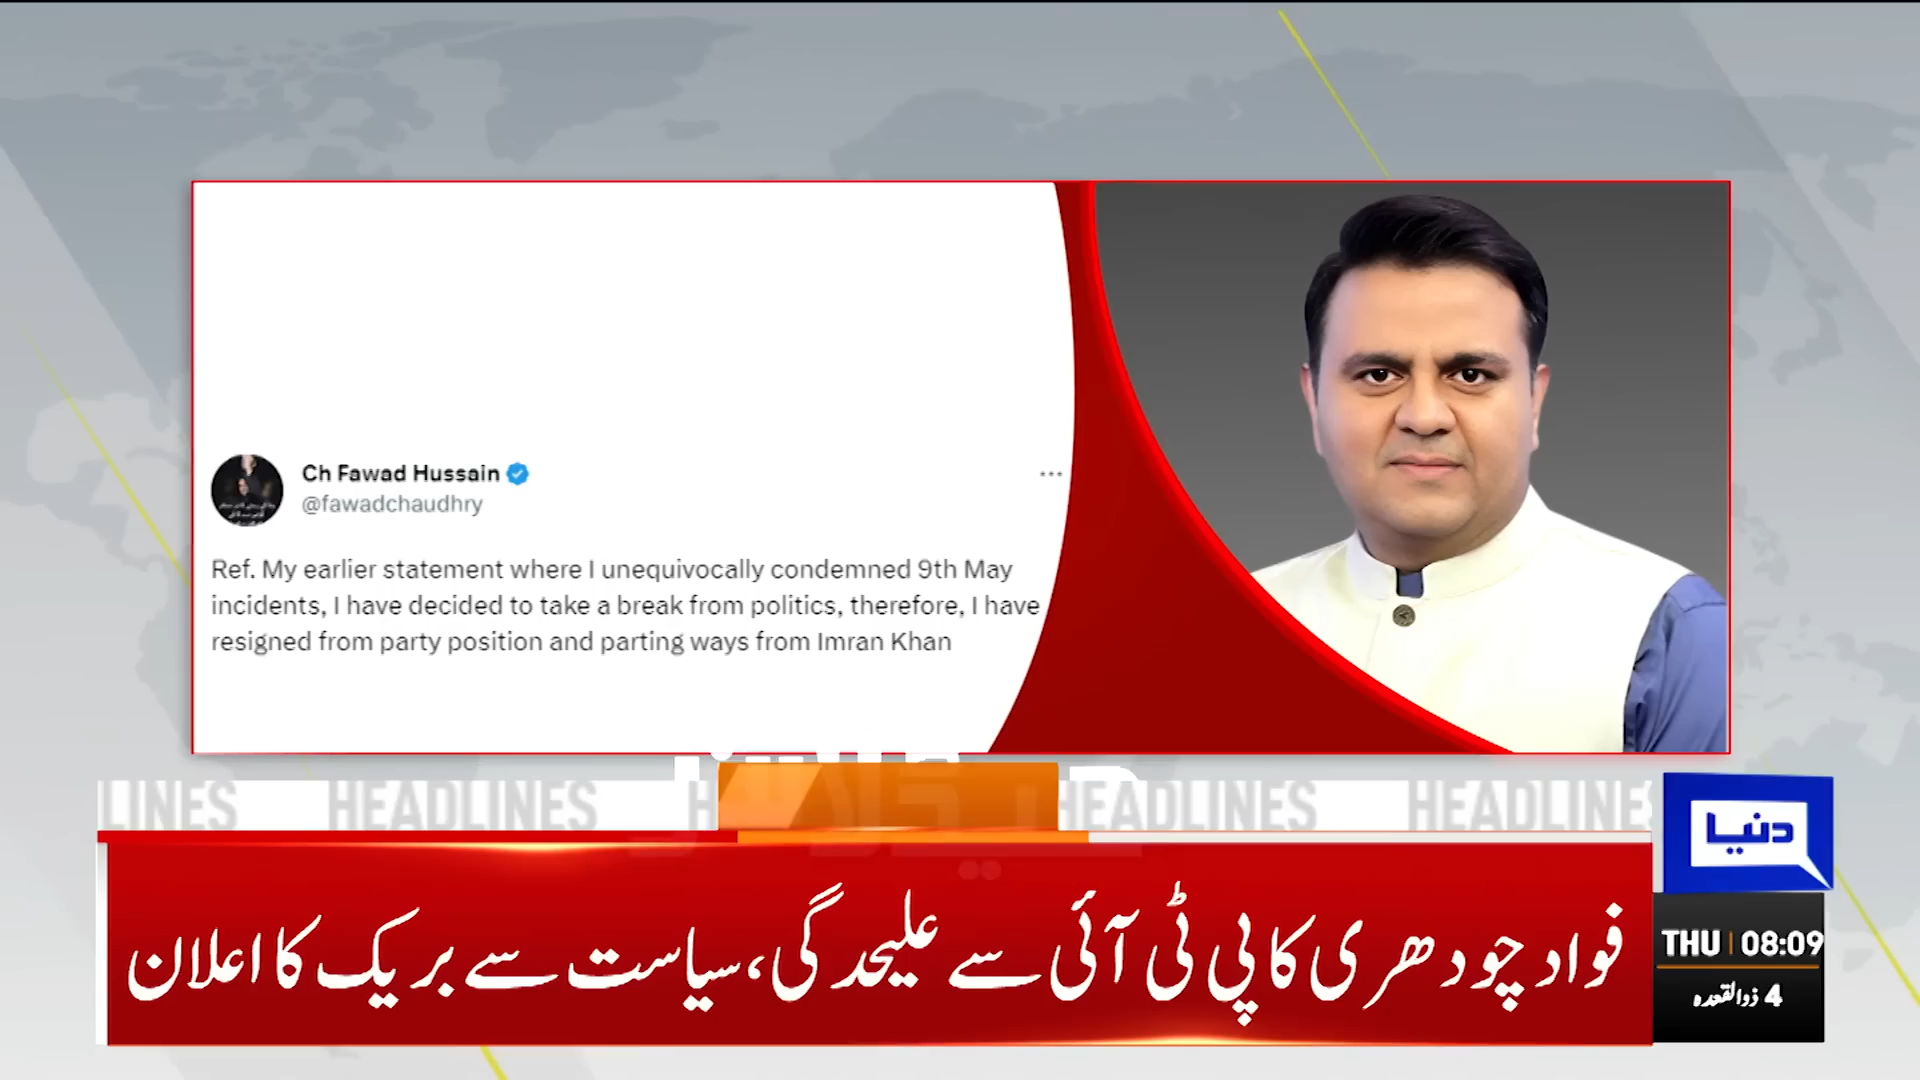 Ch Fawad Hussain
@fawadchaudhry
Ref. My earlier statement where I unequivocally condemned 9th May
incidents, I have decided to take a break from politics, therefore, I have
resigned from party position and parting ways from Imran Khan
LINES HEADLINES HEADLINES HEADLINES
دنیا
فواد چودھری کا پی ٹی آئی سے علیحدگی، سیاست سے بریک کا اعلان
THU 08:09
4 ذوالقعدہ